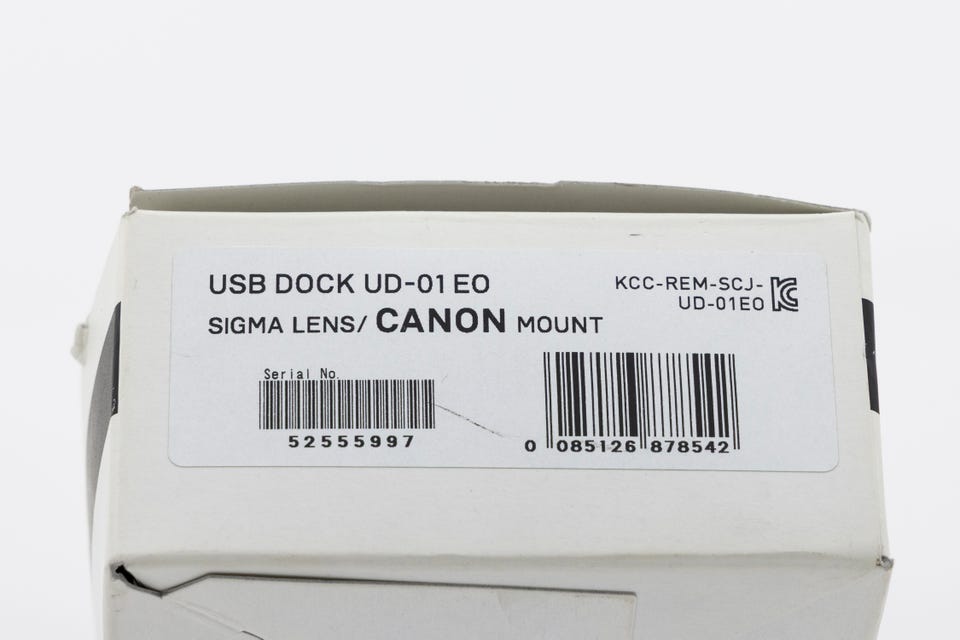 USB DOCK UD-01 EO
KCC-REM-SCJ-
UD-01EO
SIGMA LENS/ CANON MOUNT
Serial No.
52555997
0 085126 878542